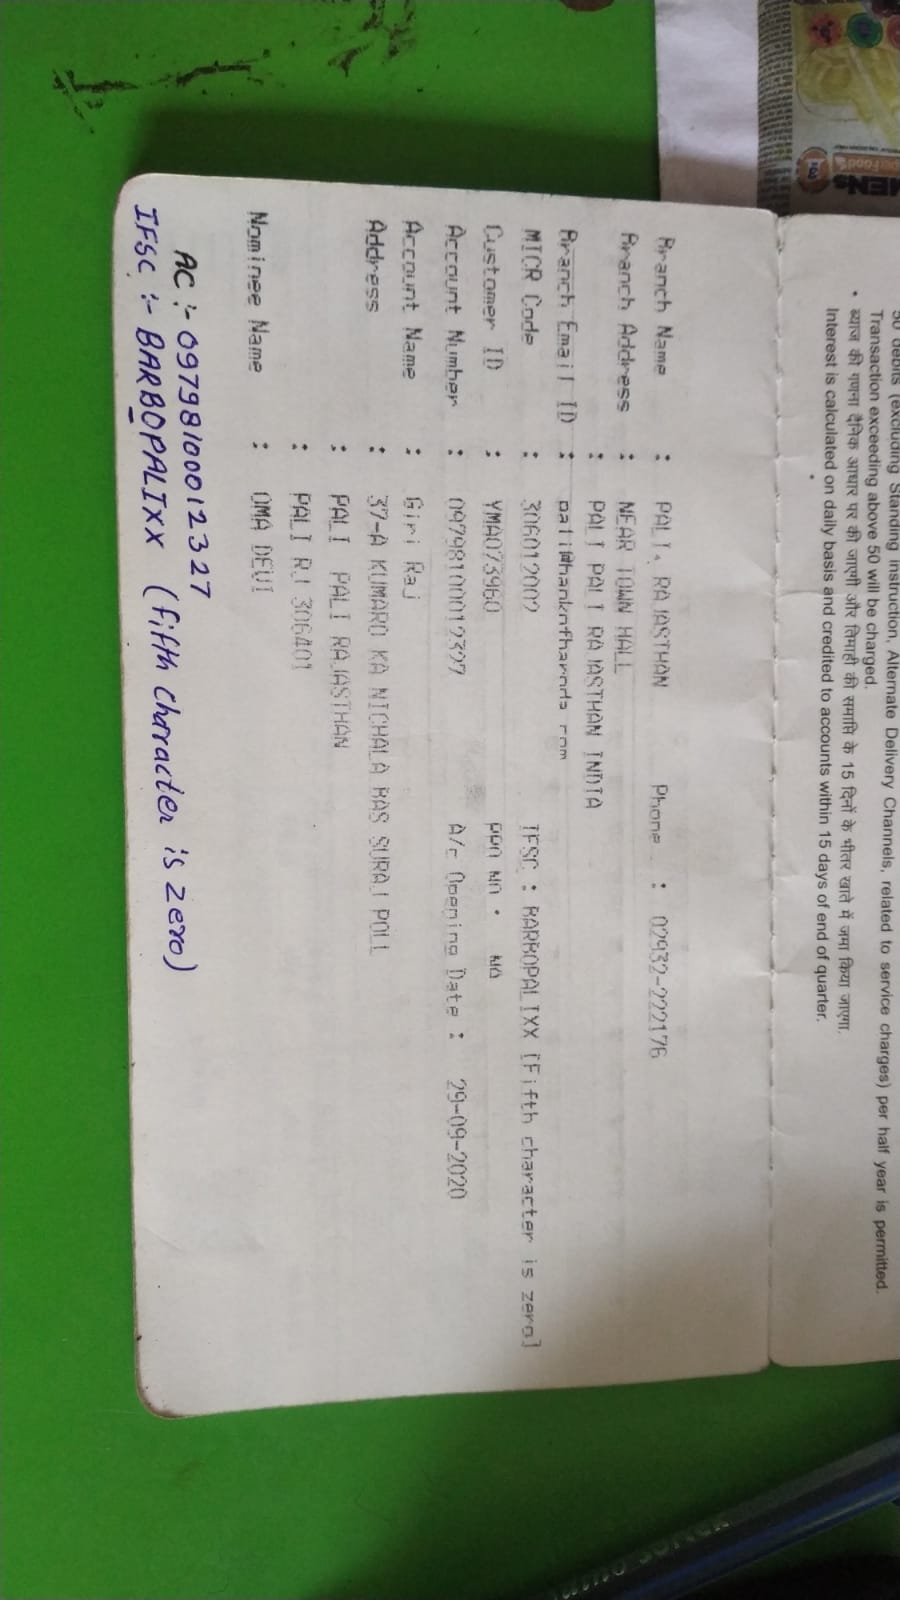 50 debits (excluding Standing instruction, Alternate Delivery Channels, related to service charges) per half year is permitted.
Transaction exceeding above 50 will be charged.
• ब्याज की गणना दैनिक आधार पर की जाएगी और तिमाही की समाप्ति के 15 दिनों के भीतर खाते में जमा किया जाएगा.
Interest is calculated on daily basis and credited to accounts within 15 days of end of quarter.
Branch Name : PALI, RAJASTHAN Phone : 02932-222176
Branch Address : NEAR TOWN HALL
: PALI PALI RAJASTHAN INDIA
Branch Email ID : pali@bankofbaroda.com
MICR Code : 306012002 IFSC : BARB0PALIXX [Fifth character is zero]
Customer ID : YMA073960 PPO NO : NA
Account Number : 09798100012327 A/c Opening Date : 29-09-2020
Account Name : Giri Raj
Address : 37-A KUMARO KA NICHALA BAS SURAJ POLL
: PALI PALI RAJASTHAN
: PALI RJ 306401
Nominee Name : OMA DEVI
AC :- 09798100012327
IFSC :- BARB0PALIXX (fifth character is zero)